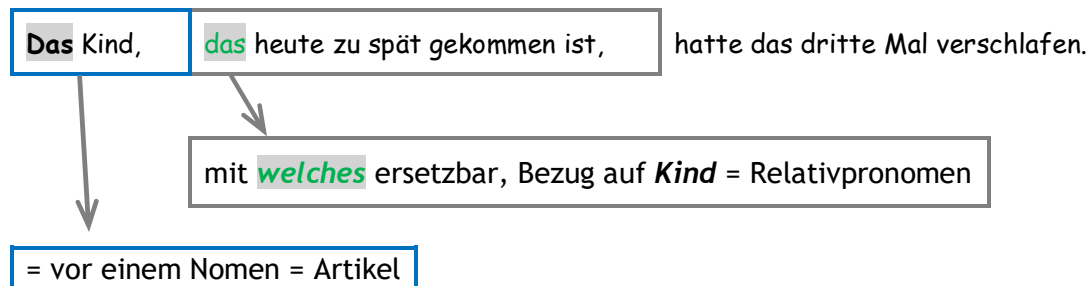 Das Kind, das heute zu spät gekommen ist, hatte das dritte Mal verschlafen.
mit welches ersetzbar, Bezug auf Kind = Relativpronomen
= vor einem Nomen = Artikel